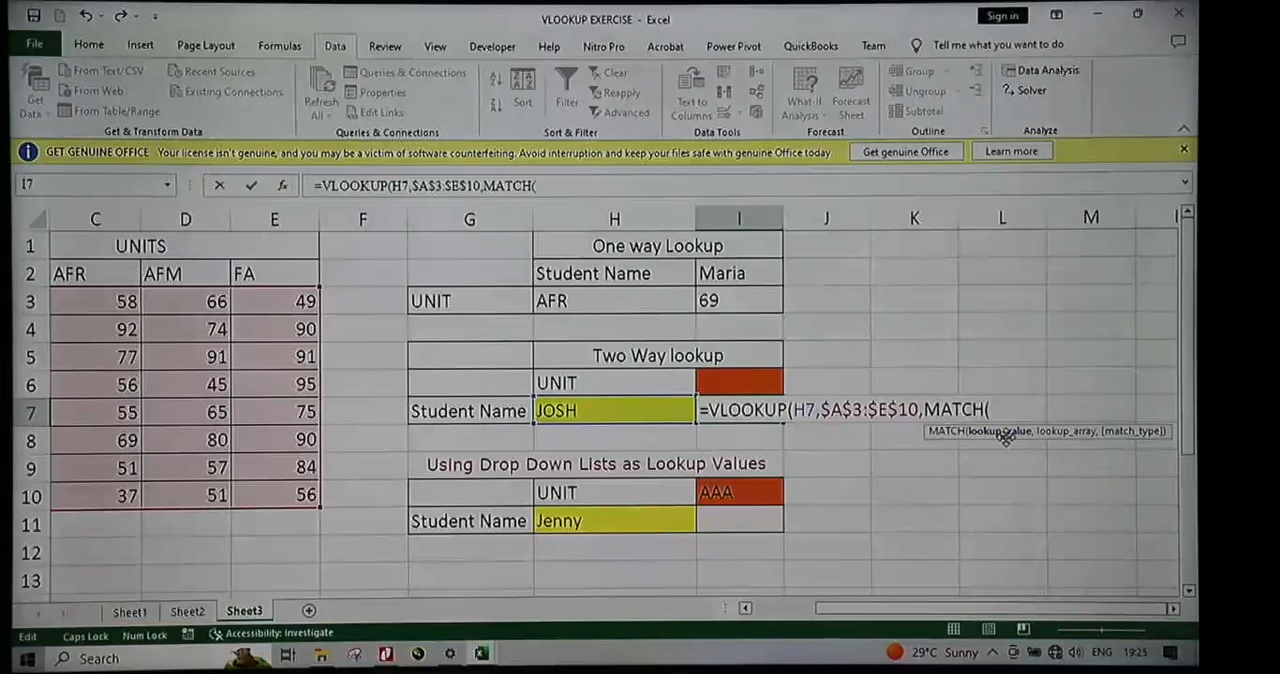 VLOOKUP EXERCISE - Excel
Sign in
File Home Insert Page Layout Formulas Data Review View Developer Help Nitro Pro Acrobat Power Pivot QuickBooks Team Tell me what you want to do
Get Data
From Text/CSV
From Web
From Table/Range
Recent Sources
Existing Connections
Get & Transform Data
Refresh All
Queries & Connections
Properties
Edit Links
Queries & Connections
Sort
Filter
Clear
Reapply
Advanced
Sort & Filter
Text to Columns
Data Tools
What-If Analysis
Forecast Sheet
Forecast
Group
Ungroup
Subtotal
Outline
Data Analysis
Solver
Analyze
GET GENUINE OFFICE Your license isn't genuine, and you may be a victim of software counterfeiting. Avoid interruption and keep your files safe with genuine Office today. Get genuine Office Learn more
I7 fx =VLOOKUP(H7,$A$3:$E$10,MATCH(
C D E F G H I J K L M
1 UNITS One way Lookup
2 AFR AFM FA Student Name Maria
3 58 66 49 UNIT AFR 69
4 92 74 90
5 77 91 91 Two Way lookup
6 56 45 95 UNIT
7 55 65 75 Student Name JOSH =VLOOKUP(H7,$A$3:$E$10,MATCH(
MATCH(lookup_value, lookup_array, [match_type])
8 69 80 90
9 51 57 84 Using Drop Down Lists as Lookup Values
10 37 51 56 UNIT AAA
11 Student Name Jenny
12
13
Sheet1 Sheet2 Sheet3
Edit Caps Lock Num Lock Accessibility: Investigate
Search 29°C Sunny ENG 19:25